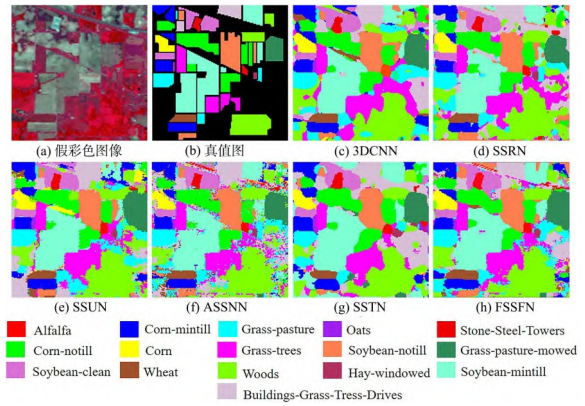 (a) 假彩色图像
(b) 真值图
(c) 3DCNN
(d) SSRN
(e) SSUN
(f) ASSNN
(g) SSTN
(h) FSSFN
Alfalfa
Corn-mintill
Grass-pasture
Oats
Stone-Steel-Towers
Corn-notill
Corn
Grass-trees
Soybean-notill
Grass-pasture-mowed
Soybean-clean
Wheat
Woods
Hay-windowed
Soybean-mintill
Buildings-Grass-Tress-Drives